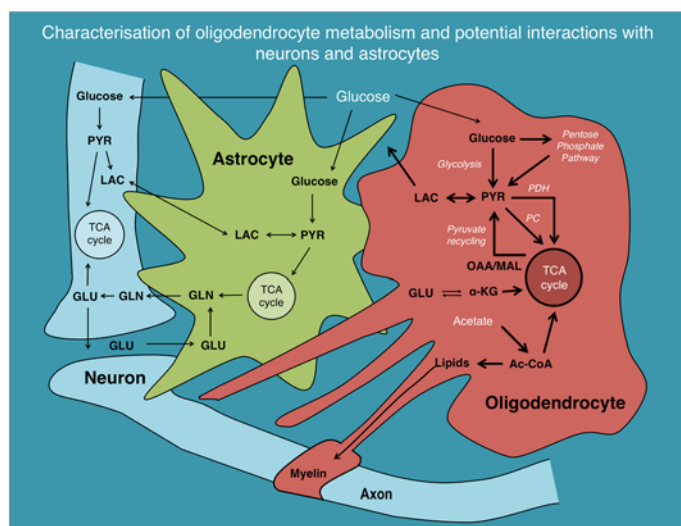 Characterisation of oligodendrocyte metabolism and potential interactions with
neurons and astrocytes
Glucose
PYR
LAC
TCA
cycle
GLU
GLN
GLU
Neuron
Glucose
Astrocyte
Glucose
LAC
PYR
TCA
cycle
GLN
GLU
Glucose
Pentose
Phosphate
Pathway
Glycolysis
LAC
PYR
PDH
PC
Pyruvate
recycling
OAA/MAL
TCA
cycle
GLU
α-KG
Acetate
Lipids
Ac-CoA
Oligodendrocyte
Myelin
Axon